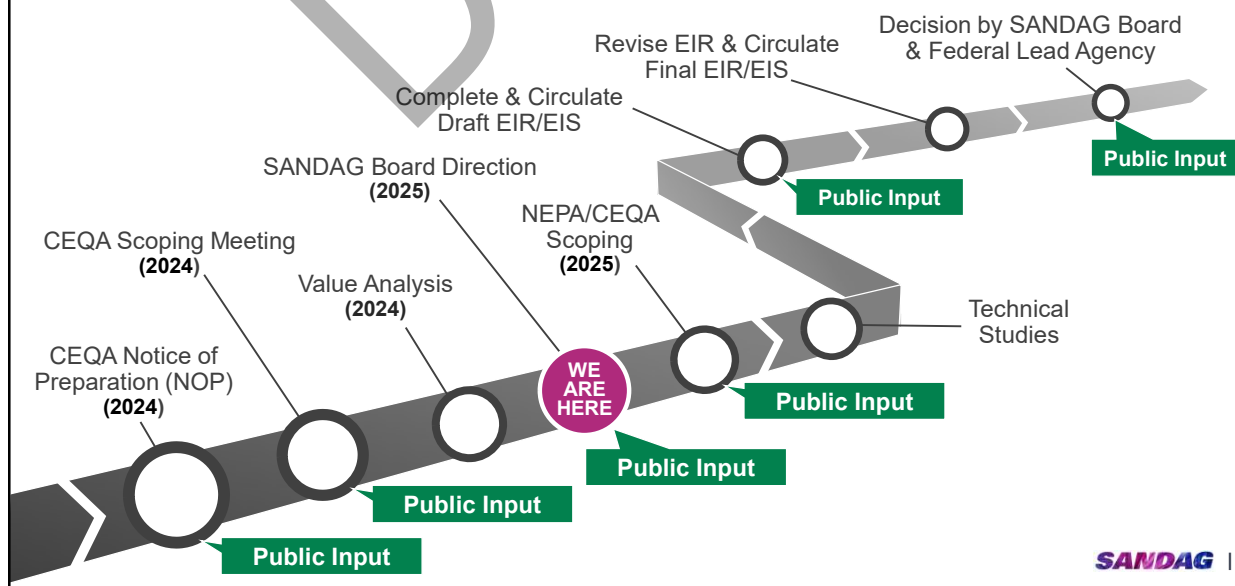 Decision by SANDAG Board
& Federal Lead Agency
Revise EIR & Circulate
Final EIR/EIS
Complete & Circulate
Draft EIR/EIS
Public Input
Public Input
SANDAG Board Direction
(2025)
NEPA/CEQA
Scoping
(2025)
CEQA Scoping Meeting
(2024)
Value Analysis
(2024)
Technical
Studies
CEQA Notice of
Preparation (NOP)
(2024)
WE
ARE
HERE
Public Input
Public Input
Public Input
Public Input
SANDAG |